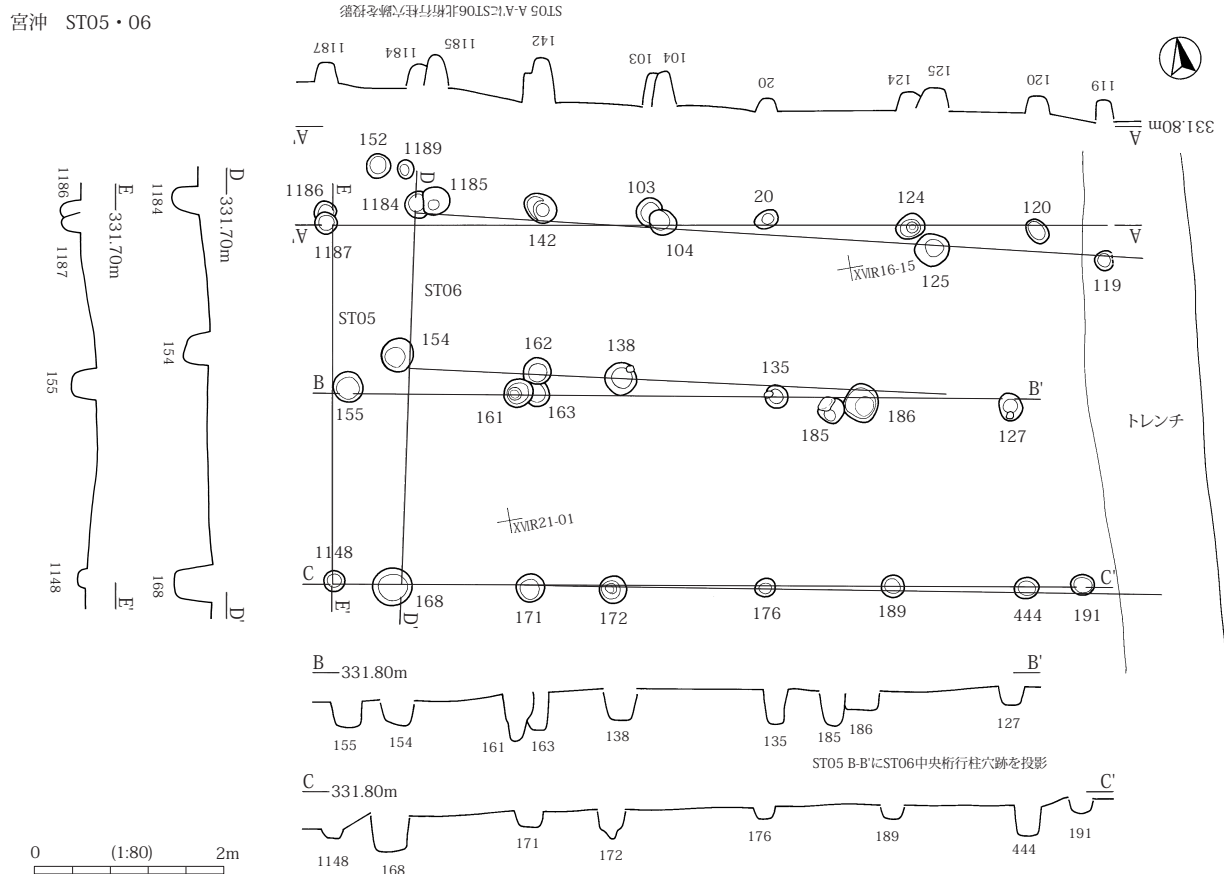 宮沖 ST05・06
ST05 A-A'にST06北桁行柱穴跡を投影
1187
1184
1185
142
103
104
20
124
125
120
119
331.80m
A'
A
152
1189
D
1186
E
1184
1185
103
20
124
120
A'
1187
142
104
A
125
119
XⅧR16-15
ST06
ST05
154
162
138
135
B
B'
155
161
163
185
186
127
トレンチ
XⅧR21-01
1148
C
C'
168
171
172
176
189
444
191
E'
D'
1186
E
331.70m
1187
155
1148
E'
D
331.70m
1184
154
168
D'
B
331.80m
B'
155
154
161
163
138
135
185
186
127
ST05 B-B'にST06中央桁行柱穴跡を投影
C
331.80m
C'
1148
168
171
172
176
189
444
191
0 (1:80) 2m